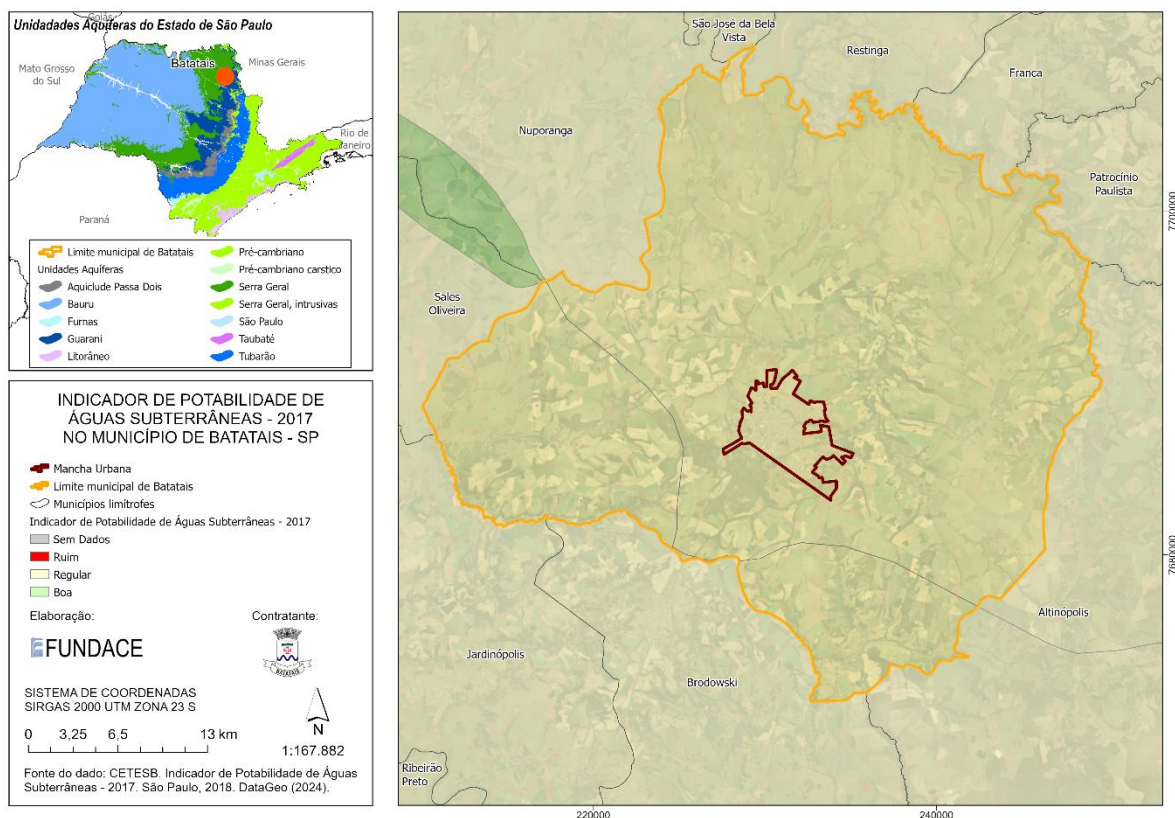 Unidadades Aquíferas do Estado de São Paulo
Goiás
Mato Grosso
do Sul
Batatais
Minas Gerais
Rio de
Janeiro
Paraná
Limite municipal de Batatais
Unidades Aquíferas
Aquiclude Passa Dois
Bauru
Furnas
Guarani
Litorâneo
Pré-cambriano
Pré-cambriano carstico
Serra Geral
Serra Geral, intrusivas
São Paulo
Taubaté
Tubarão
INDICADOR DE POTABILIDADE DE
ÁGUAS SUBTERRÂNEAS - 2017
NO MUNICÍPIO DE BATATAIS - SP
Mancha Urbana
Limite municipal de Batatais
Municípios limítrofes
Indicador de Potabilidade de Águas Subterrâneas - 2017
Sem Dados
Ruim
Regular
Boa
Elaboração:
Contratante:
FUNDACE
BATATAIS
SISTEMA DE COORDENADAS
SIRGAS 2000 UTM ZONA 23 S
0 3,25 6,5 13 km
N
1:167.882
Fonte do dado: CETESB. Indicador de Potabilidade de Águas
Subterrâneas - 2017. São Paulo, 2018. DataGeo (2024).
São José da Bela
Vista
Restinga
Franca
Nuporanga
Patrocínio
Paulista
Sales
Oliveira
Altinópolis
Jardinópolis
Brodowski
Ribeirão
Preto
7700000
7680000
220000
240000